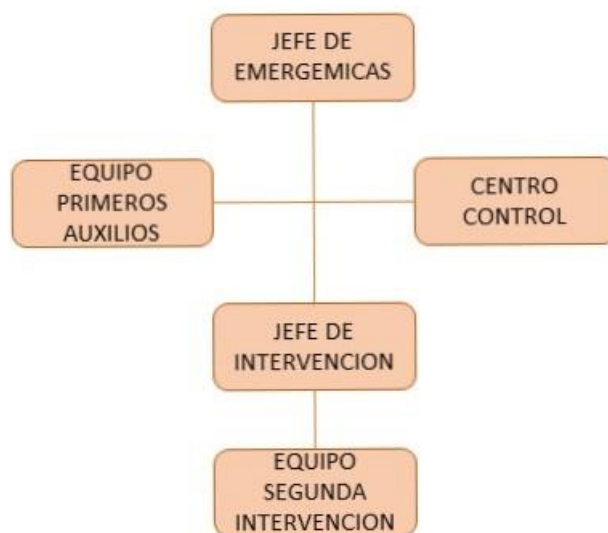 JEFE DE
EMERGEMICAS
EQUIPO
PRIMEROS
AUXILIOS
CENTRO
CONTROL
JEFE DE
INTERVENCION
EQUIPO
SEGUNDA
INTERVENCION